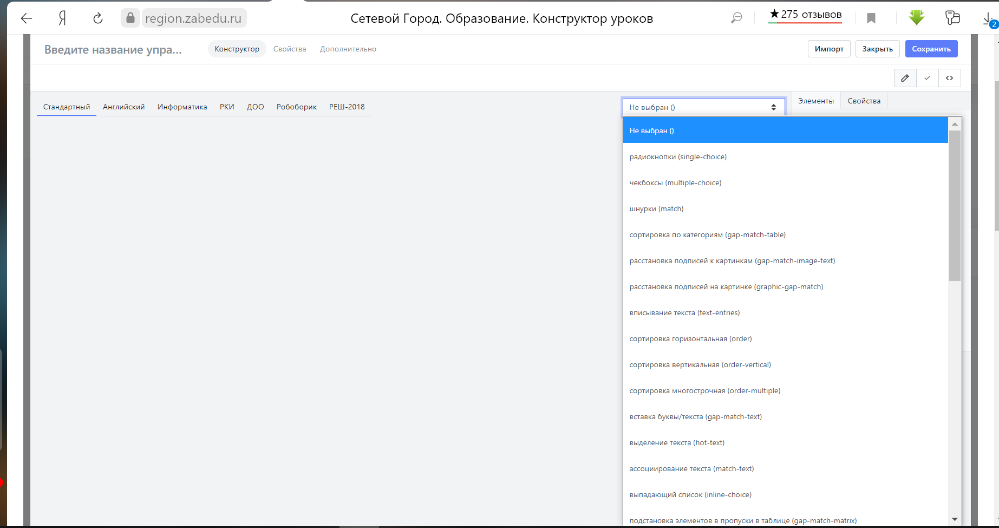 Я
region.zabedu.ru
Сетевой Город. Образование. Конструктор уроков
★275 отзывов
2
Введите название упра...
Конструктор
Свойства
Дополнительно
Импорт
Закрыть
Сохранить
Стандартный
Английский
Информатика
РКИ
ДОО
Робоборик
РЕШ-2018
Не выбран ()
Элементы
Свойства
Не выбран ()
радиокнопки (single-choice)
чекбоксы (multiple-choice)
шнурки (match)
сортировка по категориям (gap-match-table)
расстановка подписей к картинкам (gap-match-image-text)
расстановка подписей на картинке (graphic-gap-match)
вписывание текста (text-entries)
сортировка горизонтальная (order)
сортировка вертикальная (order-vertical)
сортировка многострочная (order-multiple)
вставка буквы/текста (gap-match-text)
выделение текста (hot-text)
ассоциирование текста (match-text)
выпадающий список (inline-choice)
подстановка элементов в пропуски в таблице (gap-match-matrix)